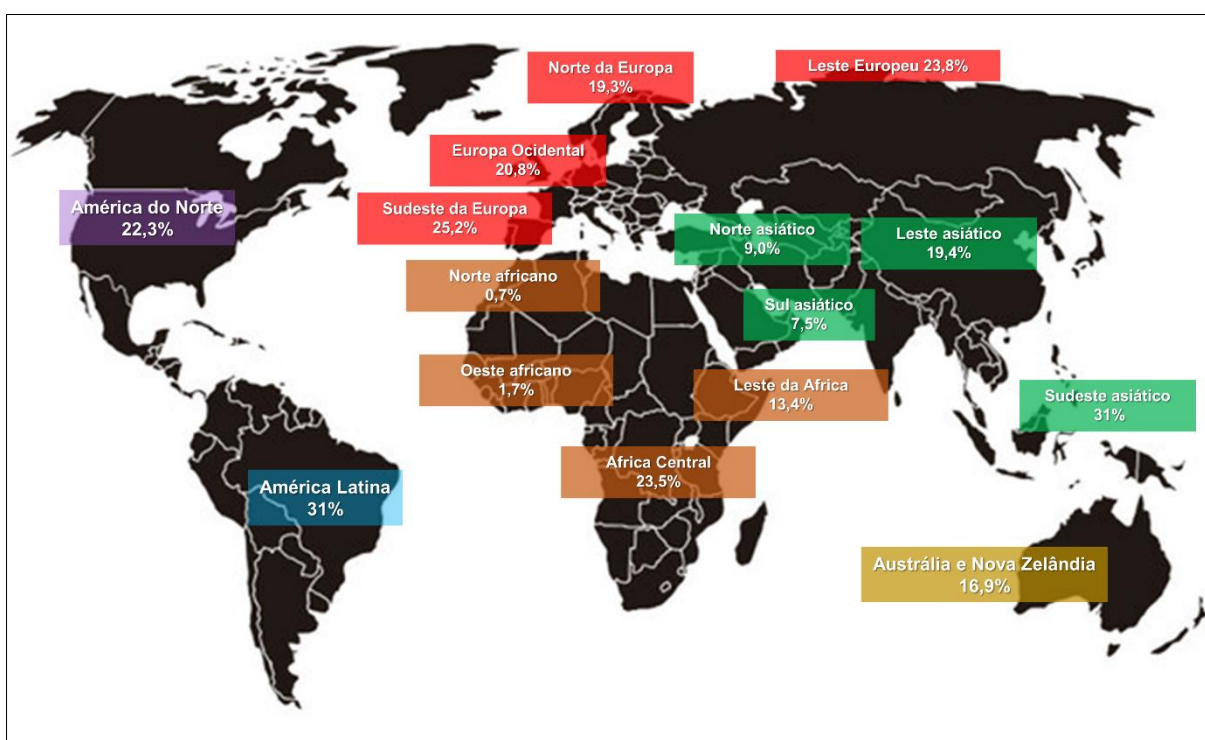 Norte da Europa
19,3%
Leste Europeu 23,8%
Europa Ocidental
20,8%
América do Norte
22,3%
Sudeste da Europa
25,2%
Norte asiático
9,0%
Leste asiático
19,4%
Norte africano
0,7%
Sul asiático
7,5%
Oeste africano
1,7%
Leste da Africa
13,4%
Sudeste asiático
31%
Africa Central
23,5%
América Latina
31%
Austrália e Nova Zelândia
16,9%